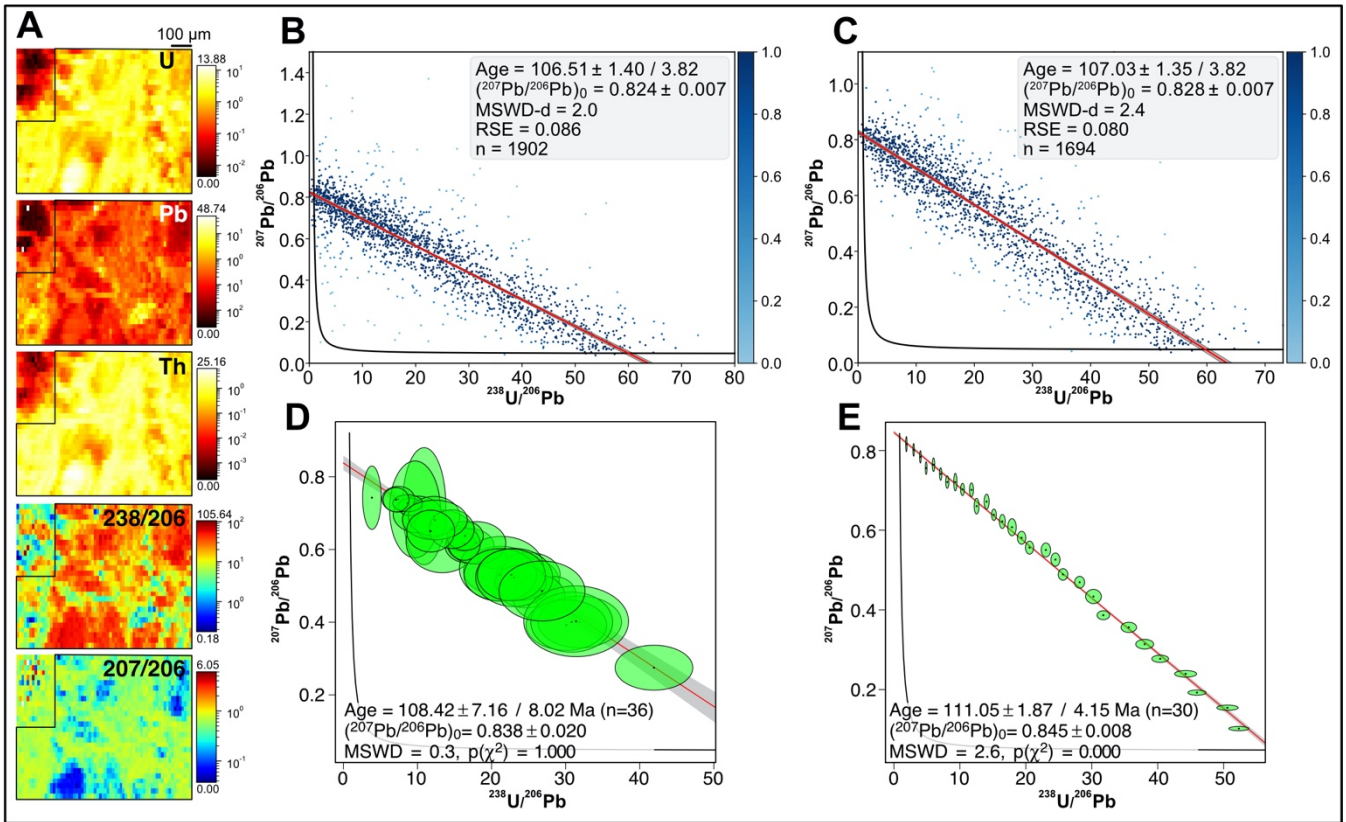 A
100 μm
U
13.88
10¹
10⁰
10⁻¹
10⁻²
0.00
Pb
48.74
10¹
10⁰
10¹
10²
0.00
Th
25.16
10¹
10⁰
10⁻¹
10⁻²
10⁻³
0.00
238/206
105.64
10²
10¹
10⁰
0.18
207/206
6.05
10⁰
10⁻¹
0.00
B
Age = 106.51 ± 1.40 / 3.82
(²⁰⁷Pb/²⁰⁶Pb)₀ = 0.824 ± 0.007
MSWD-d = 2.0
RSE = 0.086
n = 1902
²⁰⁷Pb/²⁰⁶Pb
1.4
1.2
1.0
0.8
0.6
0.4
0.2
0.0
0 10 20 30 40 50 60 70 80
²³⁸U/²⁰⁶Pb
1.0
0.8
0.6
0.4
0.2
0.0
C
Age = 107.03 ± 1.35 / 3.82
(²⁰⁷Pb/²⁰⁶Pb)₀ = 0.828 ± 0.007
MSWD-d = 2.4
RSE = 0.080
n = 1694
²⁰⁷Pb/²⁰⁶Pb
1.0
0.8
0.6
0.4
0.2
0.0
0 10 20 30 40 50 60 70
²³⁸U/²⁰⁶Pb
1.0
0.8
0.6
0.4
0.2
0.0
D
²⁰⁷Pb/²⁰⁶Pb
0.8
0.6
0.4
0.2
Age = 108.42 ± 7.16 / 8.02 Ma (n=36)
(²⁰⁷Pb/²⁰⁶Pb)₀= 0.838 ± 0.020
MSWD = 0.3, p(χ²) = 1.000
0 10 20 30 40 50
²³⁸U/²⁰⁶Pb
E
²⁰⁷Pb/²⁰⁶Pb
0.8
0.6
0.4
0.2
Age = 111.05 ± 1.87 / 4.15 Ma (n=30)
(²⁰⁷Pb/²⁰⁶Pb)₀= 0.845 ± 0.008
MSWD = 2.6, p(χ²) = 0.000
0 10 20 30 40 50
²³⁸U/²⁰⁶Pb